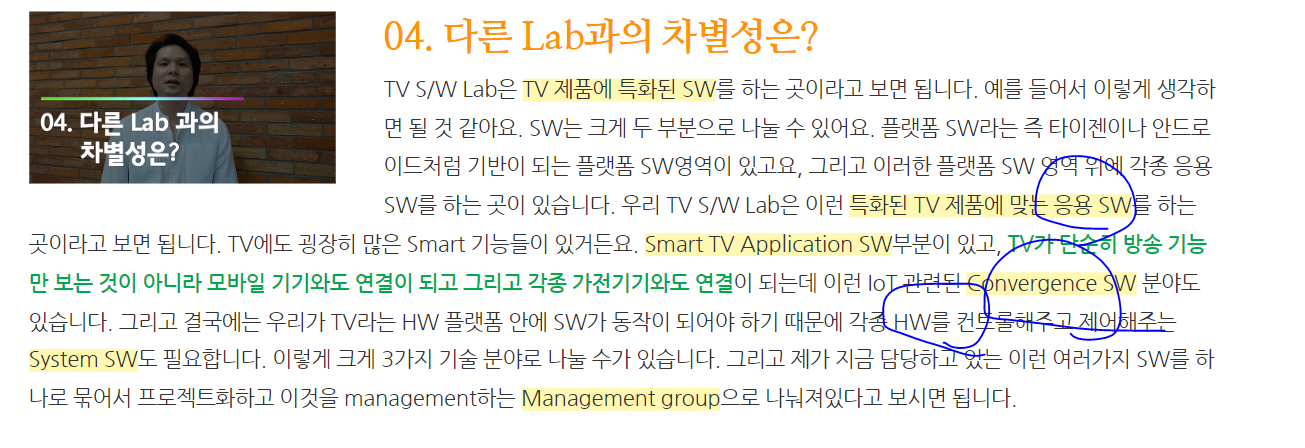 04. 다른 Lab 과의
차별성은?
04. 다른 Lab과의 차별성은?
TV S/W Lab은 TV 제품에 특화된 SW를 하는 곳이라고 보면 됩니다. 예를 들어서 이렇게 생각하
면 될 것 같아요. SW는 크게 두 부분으로 나눌 수 있어요. 플랫폼 SW라는 즉 타이젠이나 안드로
이드처럼 기반이 되는 플랫폼 SW영역이 있고요, 그리고 이러한 플랫폼 SW 영역 위에 각종 응용
SW를 하는 곳이 있습니다. 우리 TV S/W Lab은 이런 특화된 TV 제품에 맞는 응용 SW를 하는
곳이라고 보면 됩니다. TV에도 굉장히 많은 Smart 기능들이 있거든요. Smart TV Application SW부분이 있고, TV가 단순히 방송 기능
만 보는 것이 아니라 모바일 기기와도 연결이 되고 그리고 각종 가전기기와도 연결이 되는데 이런 IoT 관련된 Convergence SW 분야도
있습니다. 그리고 결국에는 우리가 TV라는 HW 플랫폼 안에 SW가 동작이 되어야 하기 때문에 각종 HW를 컨트롤해주고 제어해주는
System SW도 필요합니다. 이렇게 크게 3가지 기술 분야로 나눌 수가 있습니다. 그리고 제가 지금 담당하고 있는 이런 여러가지 SW를 하
나로 묶어서 프로젝트화하고 이것을 management하는 Management group으로 나눠져있다고 보시면 됩니다.